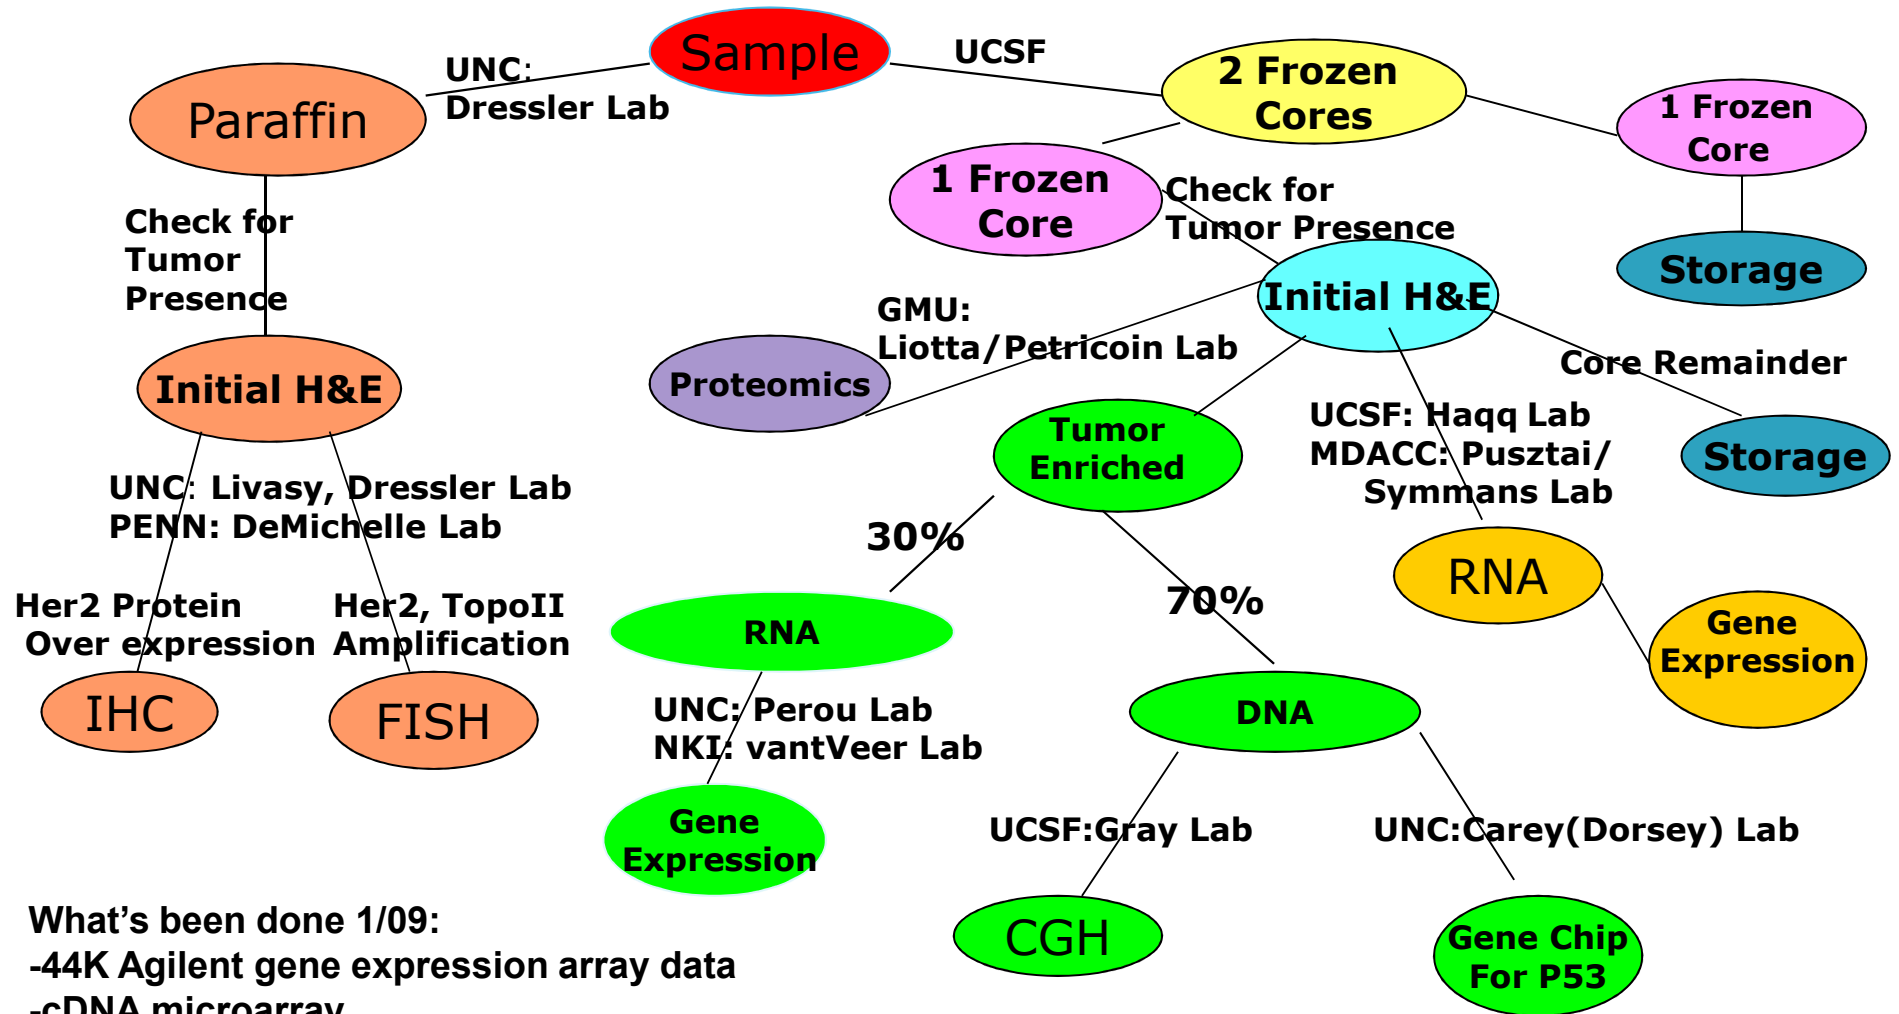 Sample
UNC:
Dressler Lab
UCSF
Paraffin
2 Frozen
Cores
1 Frozen
Core
1 Frozen
Core
Check for
Tumor Presence
Check for
Tumor
Presence
Storage
Initial H&E
GMU:
Liotta/Petricoin Lab
Proteomics
Core Remainder
Initial H&E
Tumor
Enriched
UCSF: Haqq Lab
MDACC: Pusztai/
Symmans Lab
Storage
UNC: Livasy, Dressler Lab
PENN: DeMichelle Lab
30%
70%
RNA
Her2 Protein
Over expression
Her2, TopoII
Amplification
RNA
Gene
Expression
IHC
FISH
UNC: Perou Lab
NKI: vantVeer Lab
DNA
Gene
Expression
UCSF:Gray Lab
UNC:Carey(Dorsey) Lab
CGH
Gene Chip
For P53
What’s been done 1/09:
-44K Agilent gene expression array data
-cDNA microarray